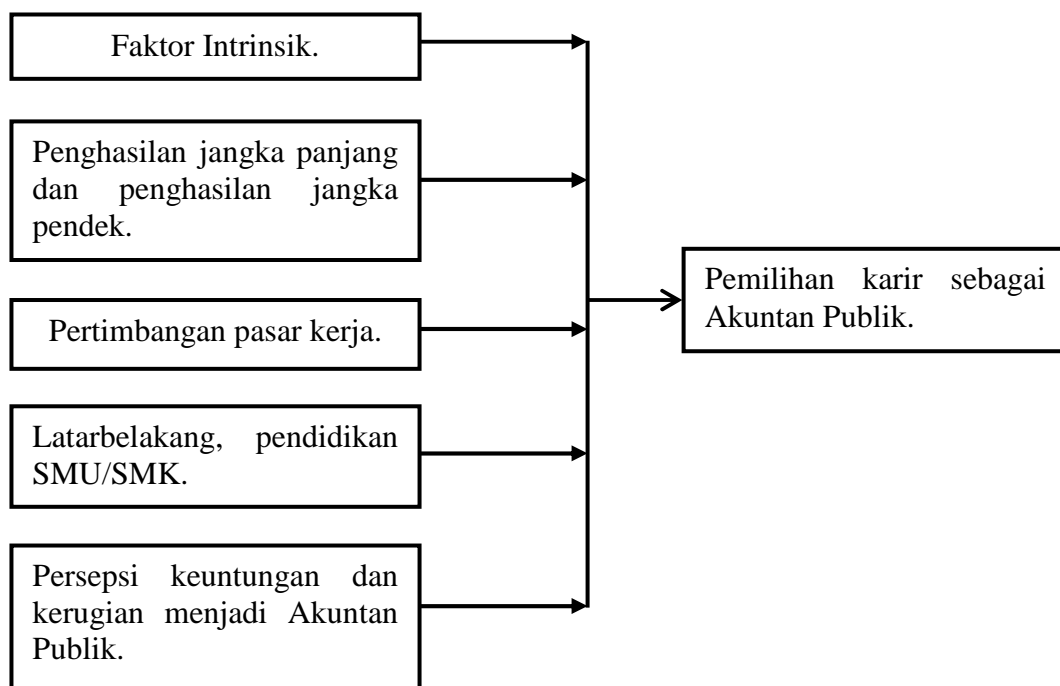 Faktor Intrinsik.
Penghasilan jangka panjang
dan penghasilan jangka
pendek.
Pertimbangan pasar kerja.
Latarbelakang, pendidikan
SMU/SMK.
Persepsi keuntungan dan
kerugian menjadi Akuntan
Publik.
Pemilihan karir sebagai
Akuntan Publik.